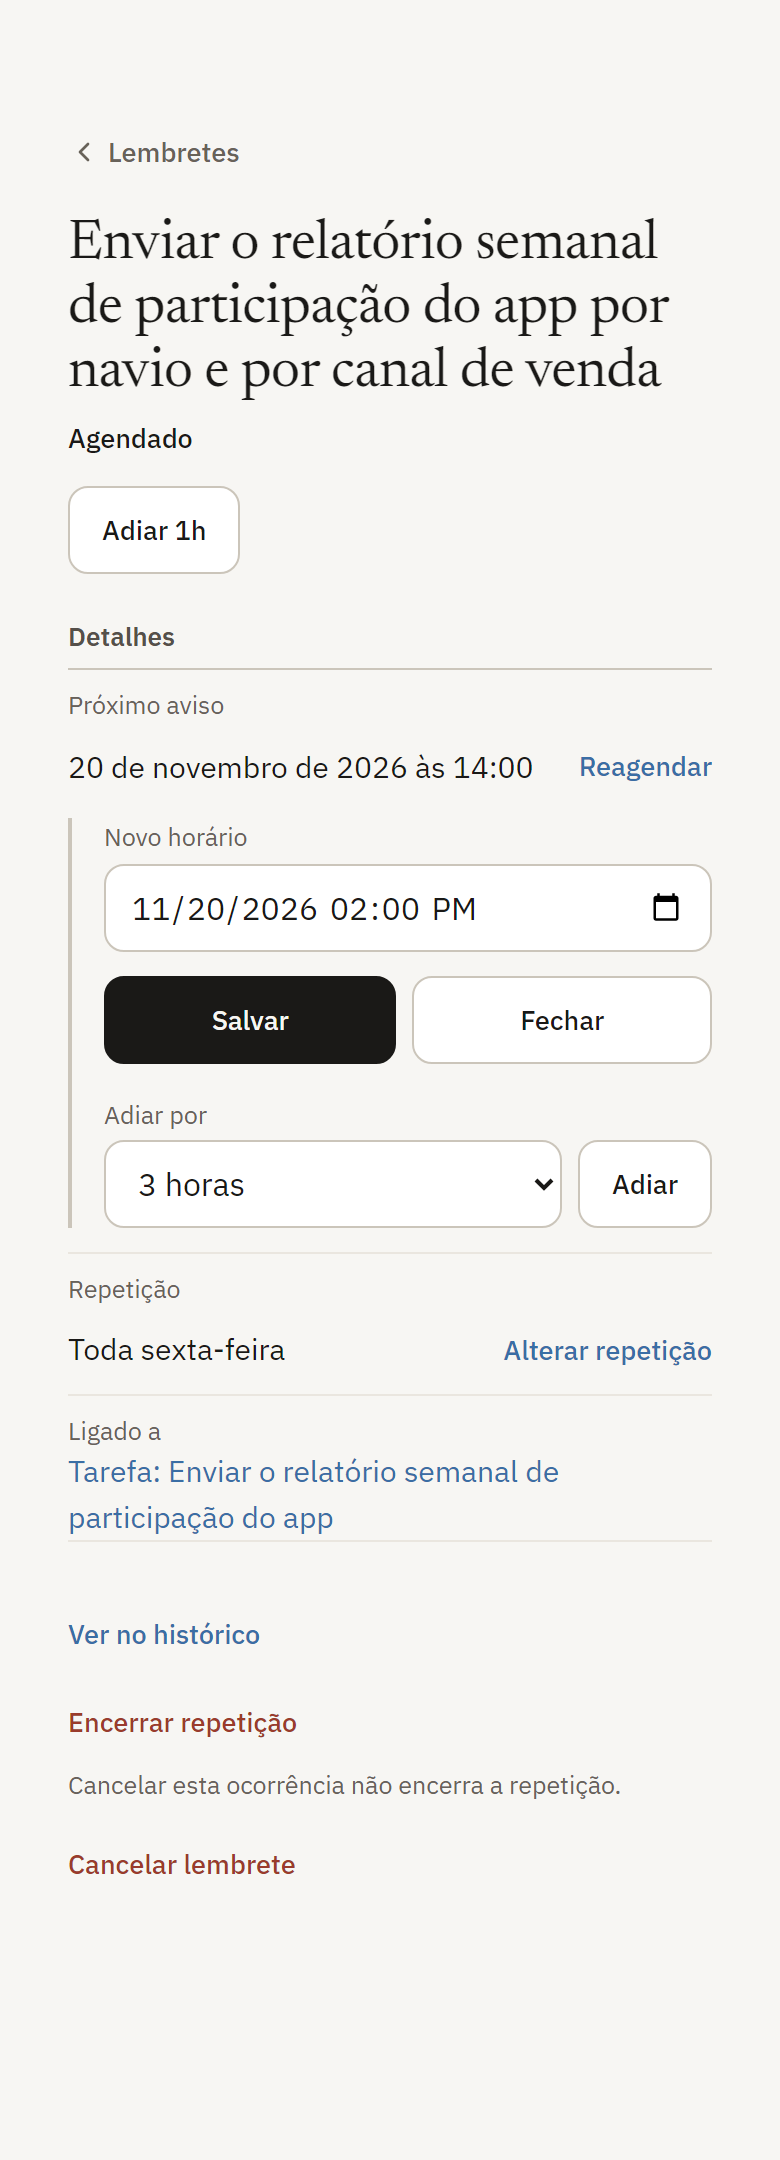 Lembretes
Enviar o relatório semanal
de participação do app por
navio e por canal de venda
Agendado
Adiar 1h
Detalhes
Próximo aviso
20 de novembro de 2026 às 14:00 Reagendar
Novo horário
11/20/2026 02:00 PM
Salvar Fechar
Adiar por
3 horas Adiar
Repetição
Toda sexta-feira Alterar repetição
Ligado a
Tarefa: Enviar o relatório semanal de
participação do app
Ver no histórico
Encerrar repetição
Cancelar esta ocorrência não encerra a repetição.
Cancelar lembrete